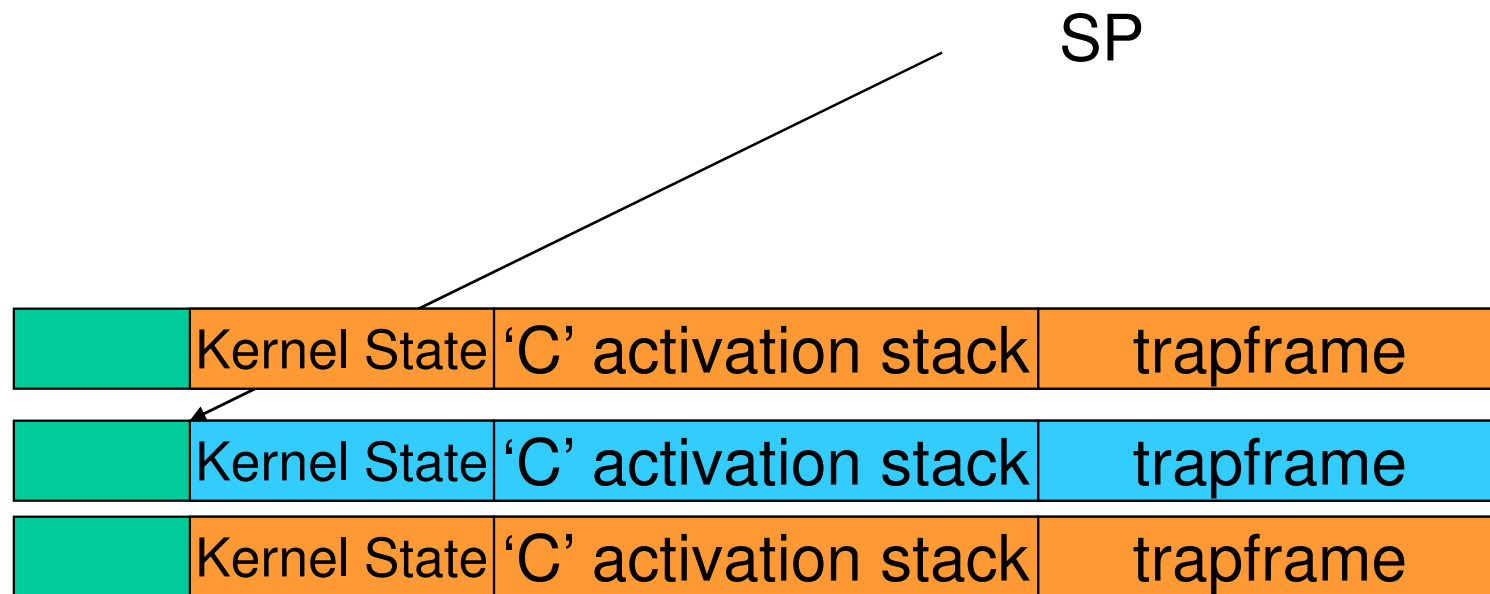 SP
Kernel State ‘C’ activation stack trapframe
Kernel State ‘C’ activation stack trapframe
Kernel State ‘C’ activation stack trapframe